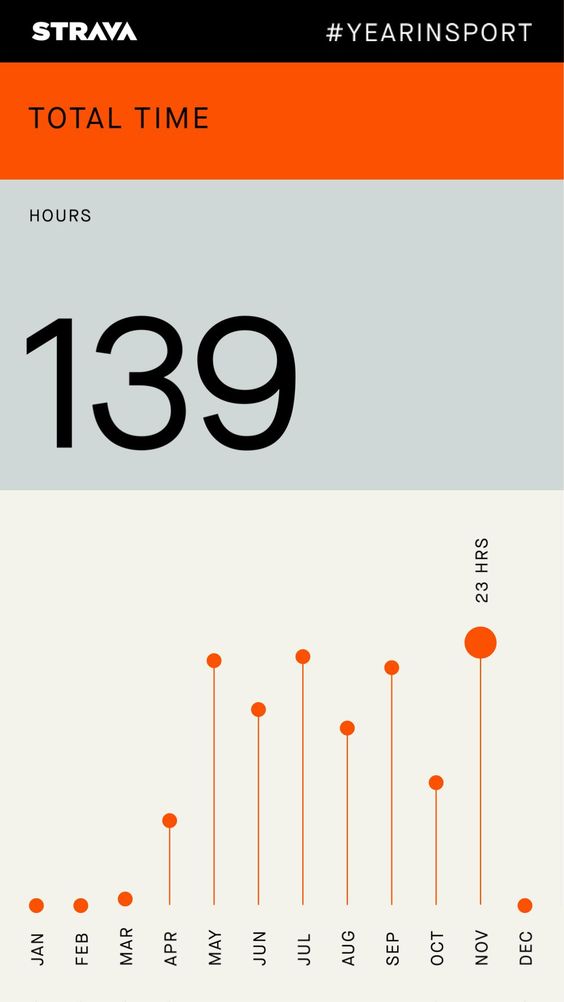 STRAVA #YEARINSPORT
TOTAL TIME
HOURS
139
23 HRS
JAN FEB MAR APR MAY JUN JUL AUG SEP OCT NOV DEC